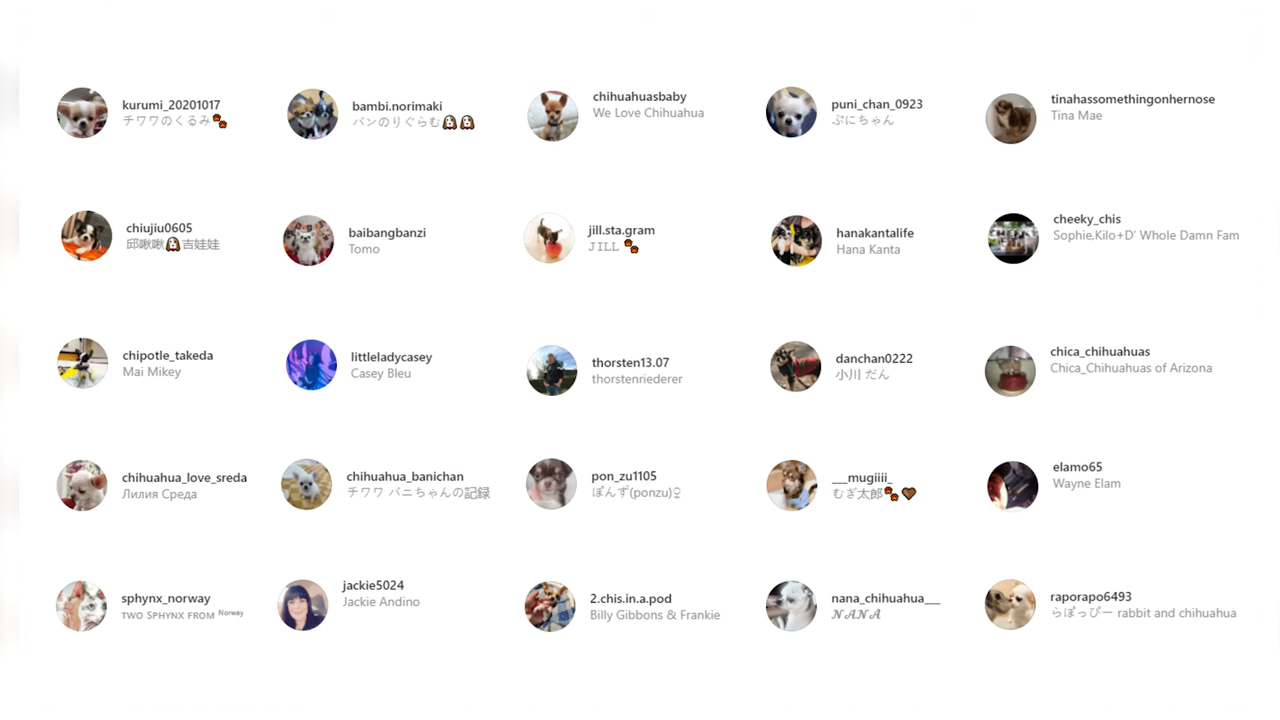 kurumi_20201017
チワワのくるみ🐾
bambi.norimaki
バンのりぐらむ🐶🐶
chihuahuasbaby
We Love Chihuahua
puni_chan_0923
ぷにちゃん
tinahassomethingonhernose
Tina Mae
chiujiu0605
邱啾啾🐶吉娃娃
baibangbanzi
Tomo
jill.sta.gram
𝙹𝙸𝙻𝙻 🐾
hanakantalife
Hana Kanta
cheeky_chis
Sophie,Kilo+D' Whole Damn Fam
chipotle_takeda
Mai Mikey
littleladycasey
Casey Bleu
thorsten13.07
thorstenriederer
danchan0222
小川 だん
chica_chihuahuas
Chica_Chihuahuas of Arizona
chihuahua_love_sreda
Лилия Среда
chihuahua_banichan
チワワ バニちゃんの記録
pon_zu1105
ぽんず(ponzu)♀
___mugiiii_
むぎ太郎🐾🤎
elamo65
Wayne Elam
sphynx_norway
ᴛᴡᴏ ꜱᴘʜʏɴx ꜰʀᴏᴍ ᴺᵒʳʷᵃʸ
jackie5024
Jackie Andino
2.chis.in.a.pod
Billy Gibbons & Frankie
nana_chihuahua___
𝓝𝓐𝓝𝓐
raporapo6493
らぽっぴー rabbit and chihuahua